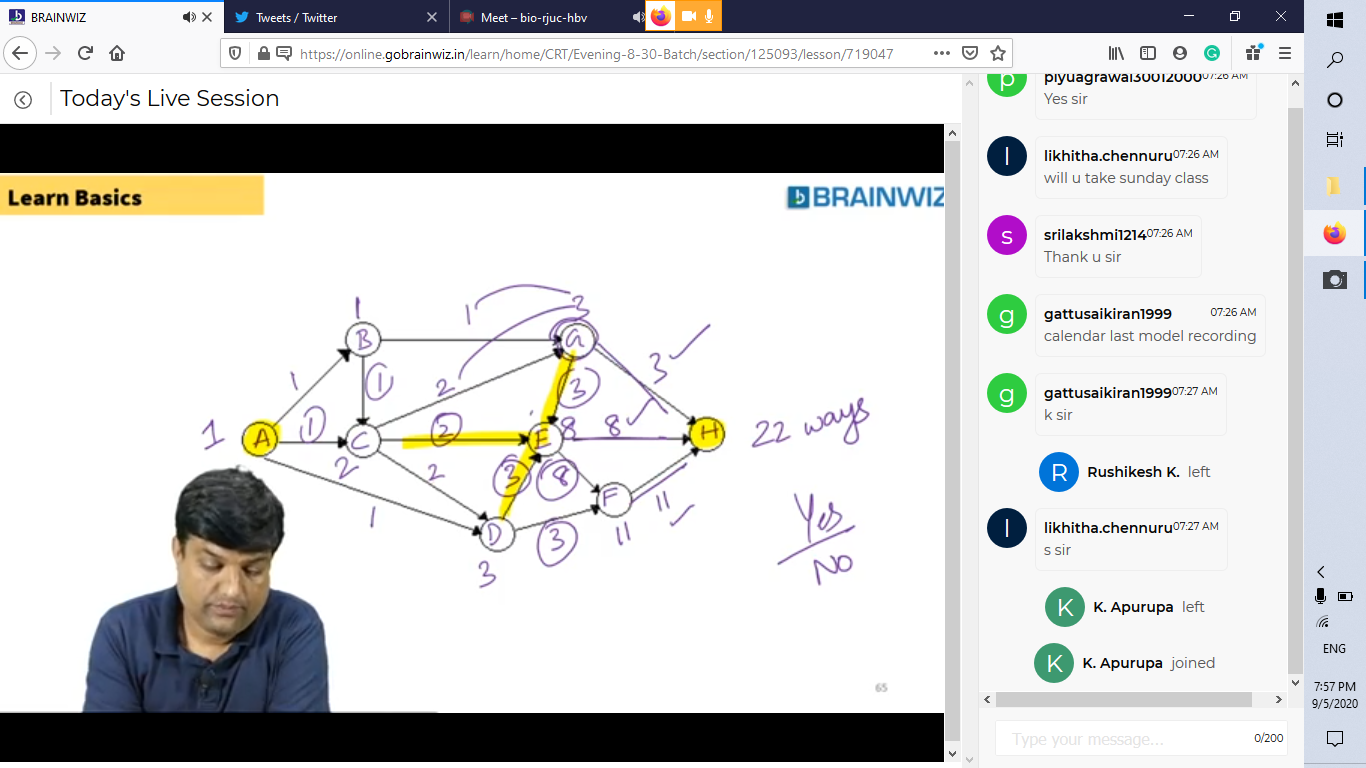 BRAINWIZ
Tweets / Twitter
Meet – bio-rjuc-hbv
https://online.gobrainwiz.in/learn/home/CRT/Evening-8-30-Batch/section/125093/lesson/719047
Today's Live Session
Learn Basics
BRAINWIZ
1
1
3
B
G
1
1
2
3
3
1
1
A
C
2
E
8
8
H
22 ways
2
2
3
8
F
11
1
D
3
11
3
Yes
No
65
piyuagrawal30012000 07:26 AM
Yes sir
likhitha.chennuru 07:26 AM
will u take sunday class
srilakshmi1214 07:26 AM
Thank u sir
gattusaikiran1999 07:26 AM
calendar last model recording
gattusaikiran1999 07:27 AM
k sir
Rushikesh K. left
likhitha.chennuru 07:27 AM
s sir
K. Apurupa left
K. Apurupa joined
Type your message...
0/200
p
l
s
g
g
R
l
K
K
ENG
7:57 PM
9/5/2020